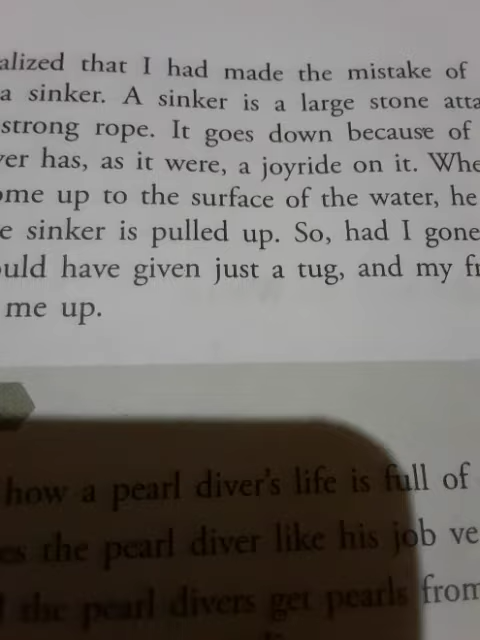 alized that I had made the mistake of
a sinker. A sinker is a large stone atta
strong rope. It goes down because of
ver has, as it were, a joyride on it. Whe
ome up to the surface of the water, he
e sinker is pulled up. So, had I gone
ould have given just a tug, and my fr
me up.
how a pearl diver's life is full of
es the pearl diver like his job ve
the pearl divers get pearls from